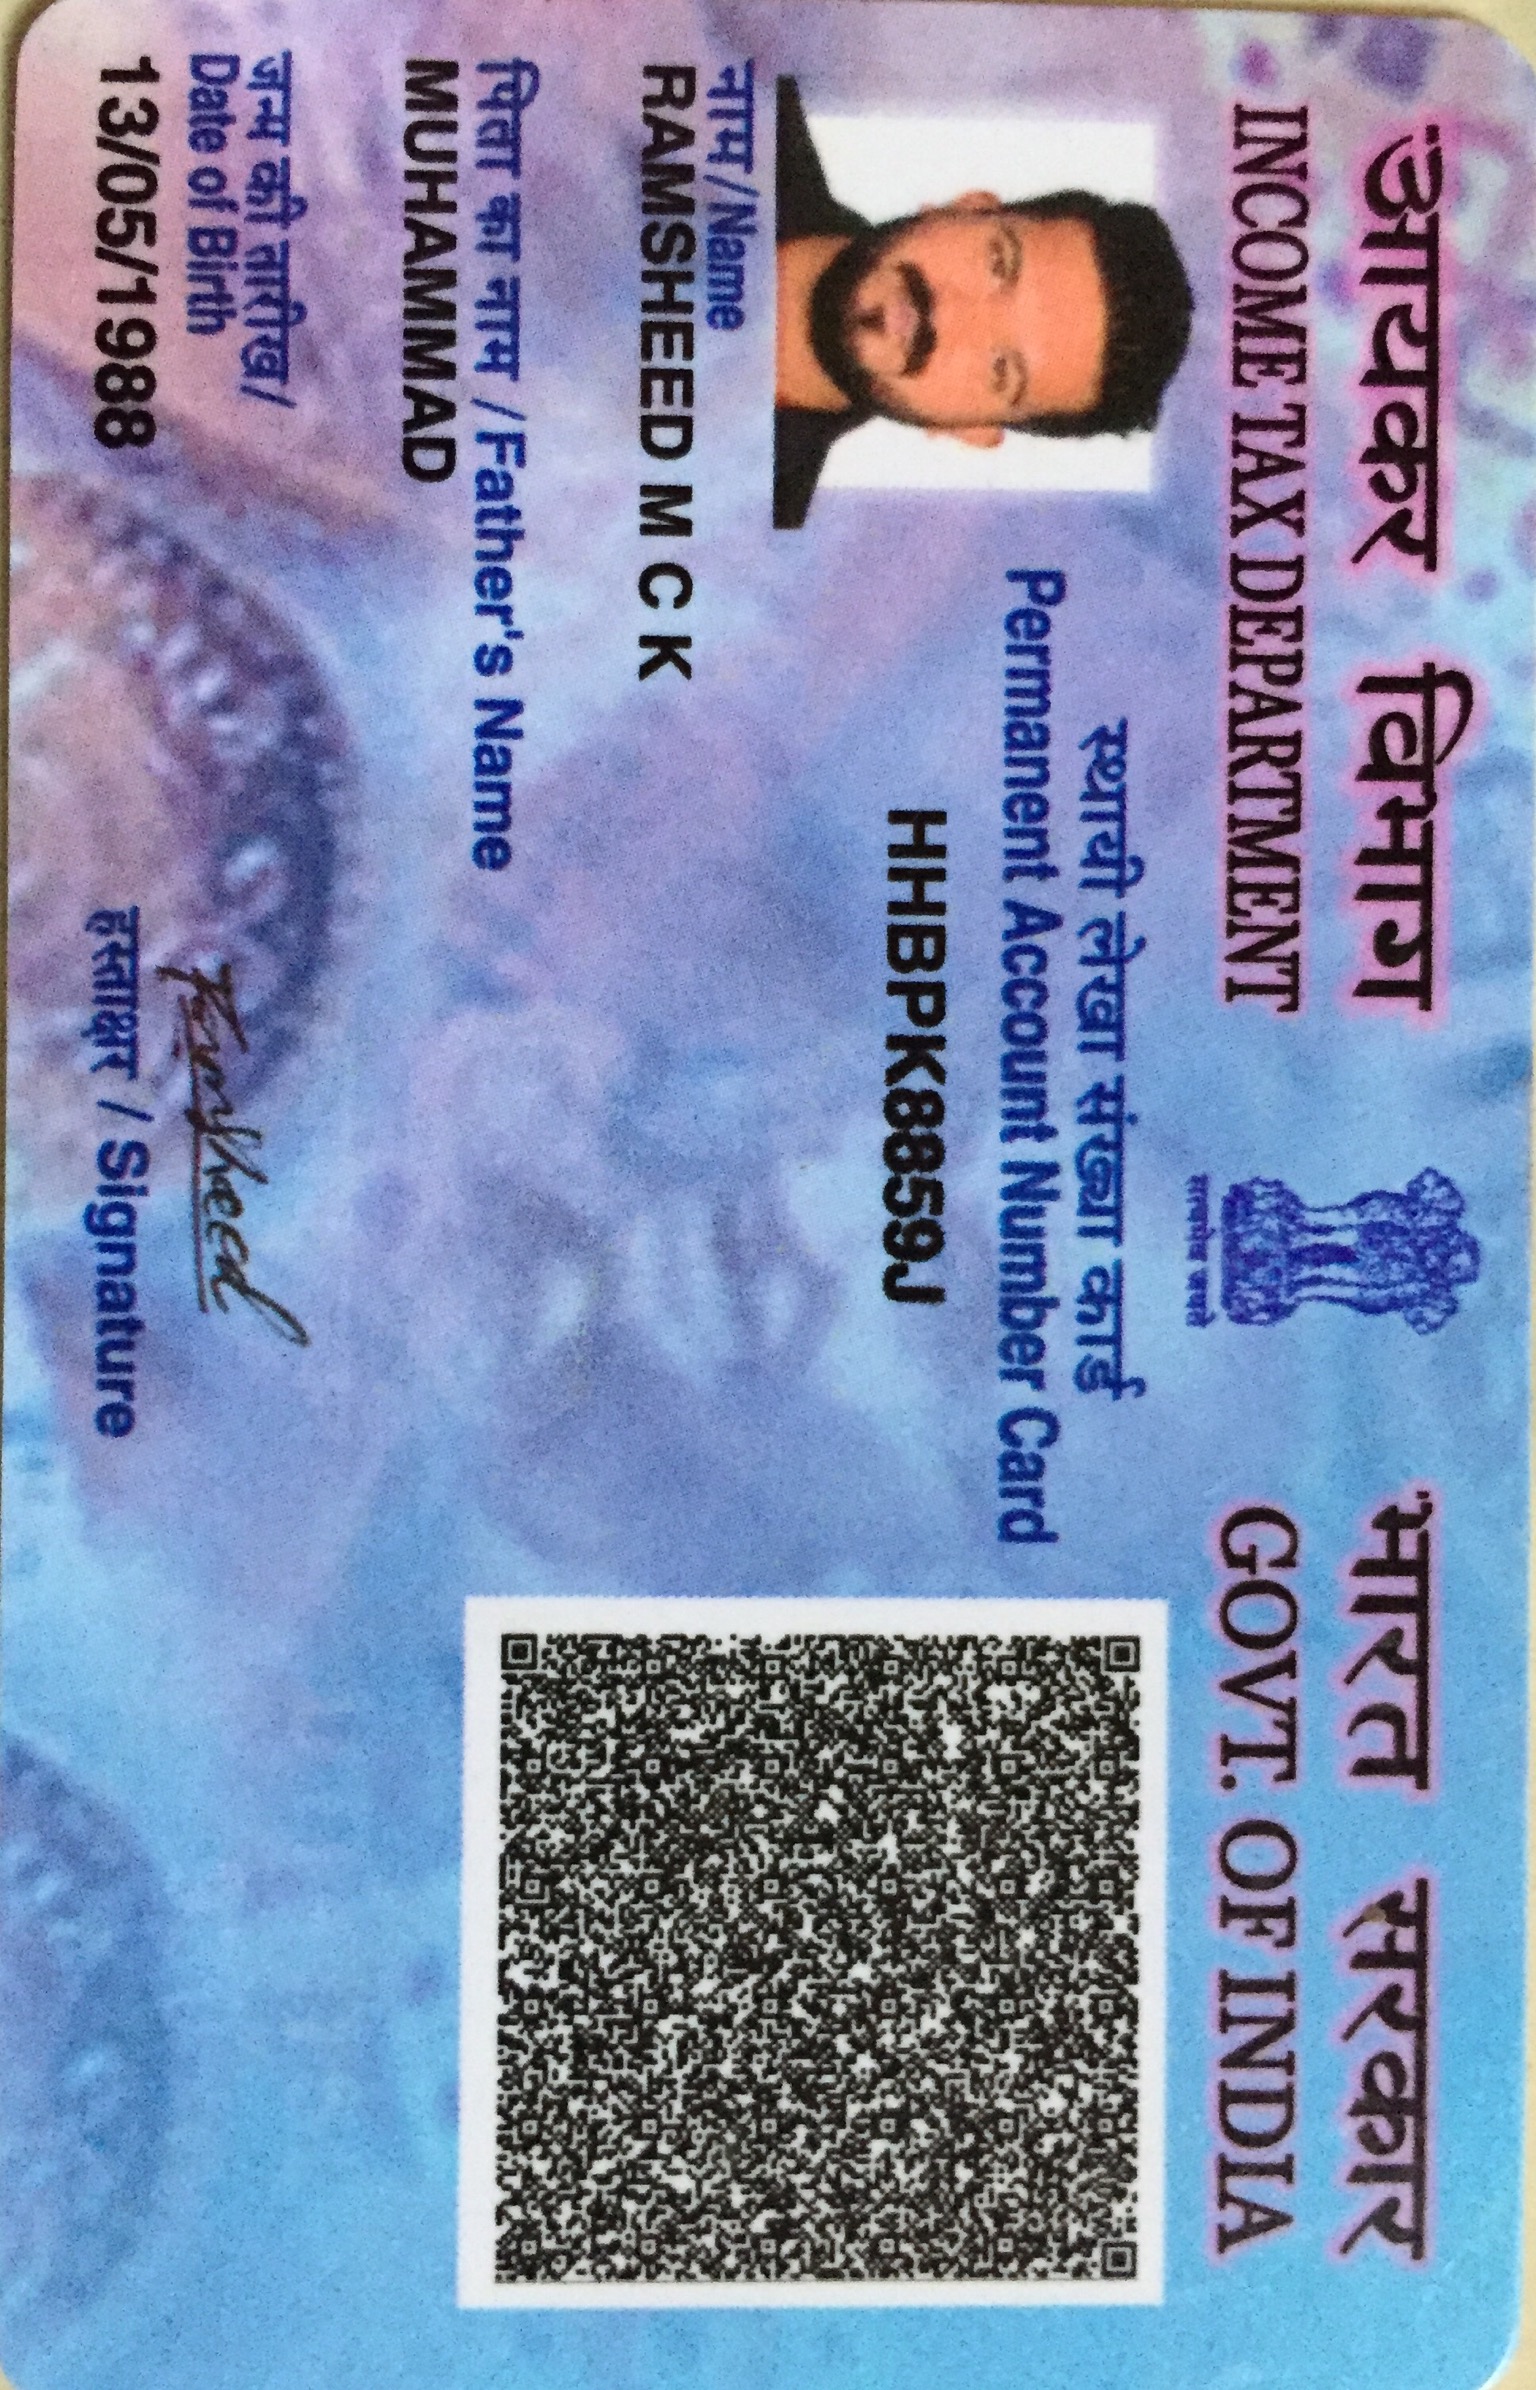 आयकर विभाग
INCOME TAX DEPARTMENT
सत्यमेव जयते
भारत सरकार
GOVT. OF INDIA
स्थायी लेखा संख्या कार्ड
Permanent Account Number Card
HHBPK8859J
नाम/Name
RAMSHEED M C K
पिता का नाम /Father's Name
MUHAMMAD
जन्म की तारीख/
Date of Birth
13/05/1988
Ramsheed
हस्ताक्षर / Signature